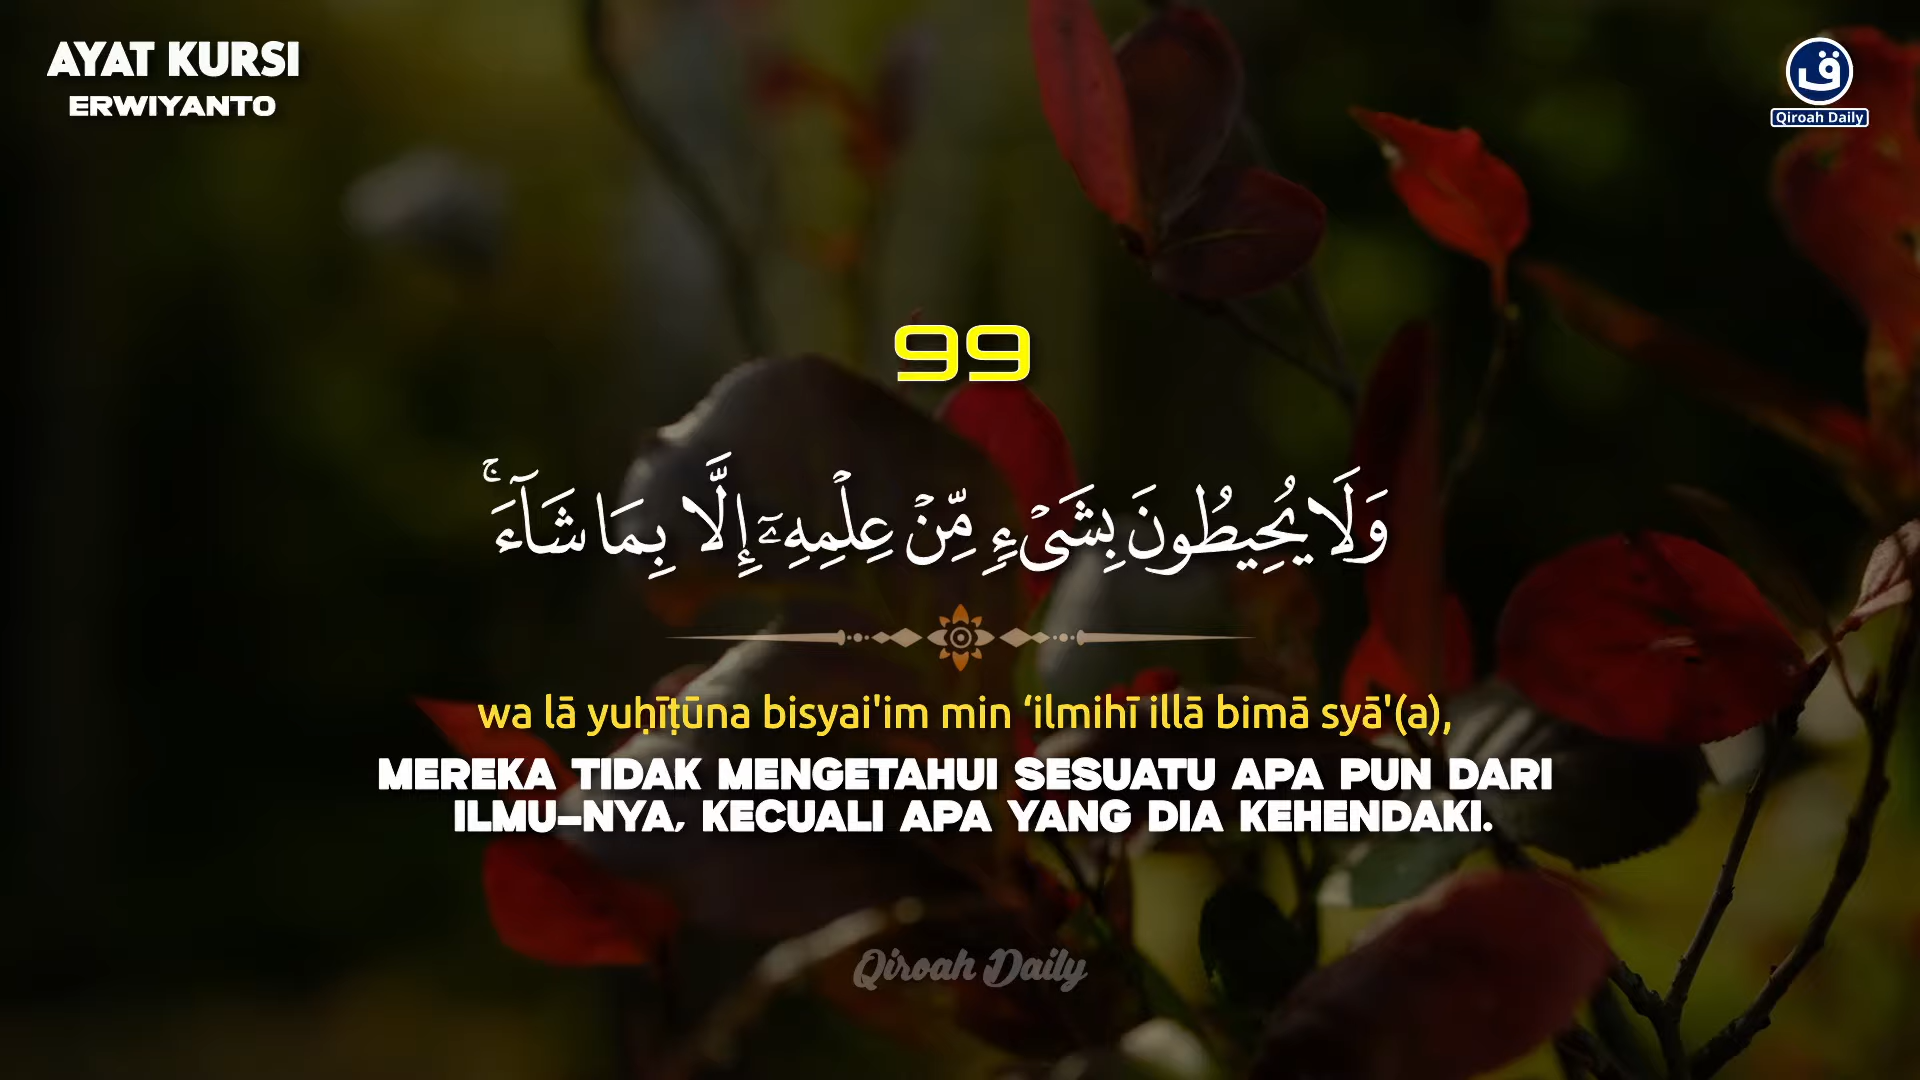 AYAT KURSI
ERWIYANTO
ق
Qiroah Daily
99
وَلَا يُحِيطُونَ بِشَىْءٍ مِّنْ عِلْمِهِۦٓ إِلَّا بِمَا شَآءَ ۚ
wa lā yuḥīṭūna bisyai'im min ‘ilmihī illā bimā syā'(a),
MEREKA TIDAK MENGETAHUI SESUATU APA PUN DARI
ILMU-NYA, KECUALI APA YANG DIA KEHENDAKI.
Qiroah Daily